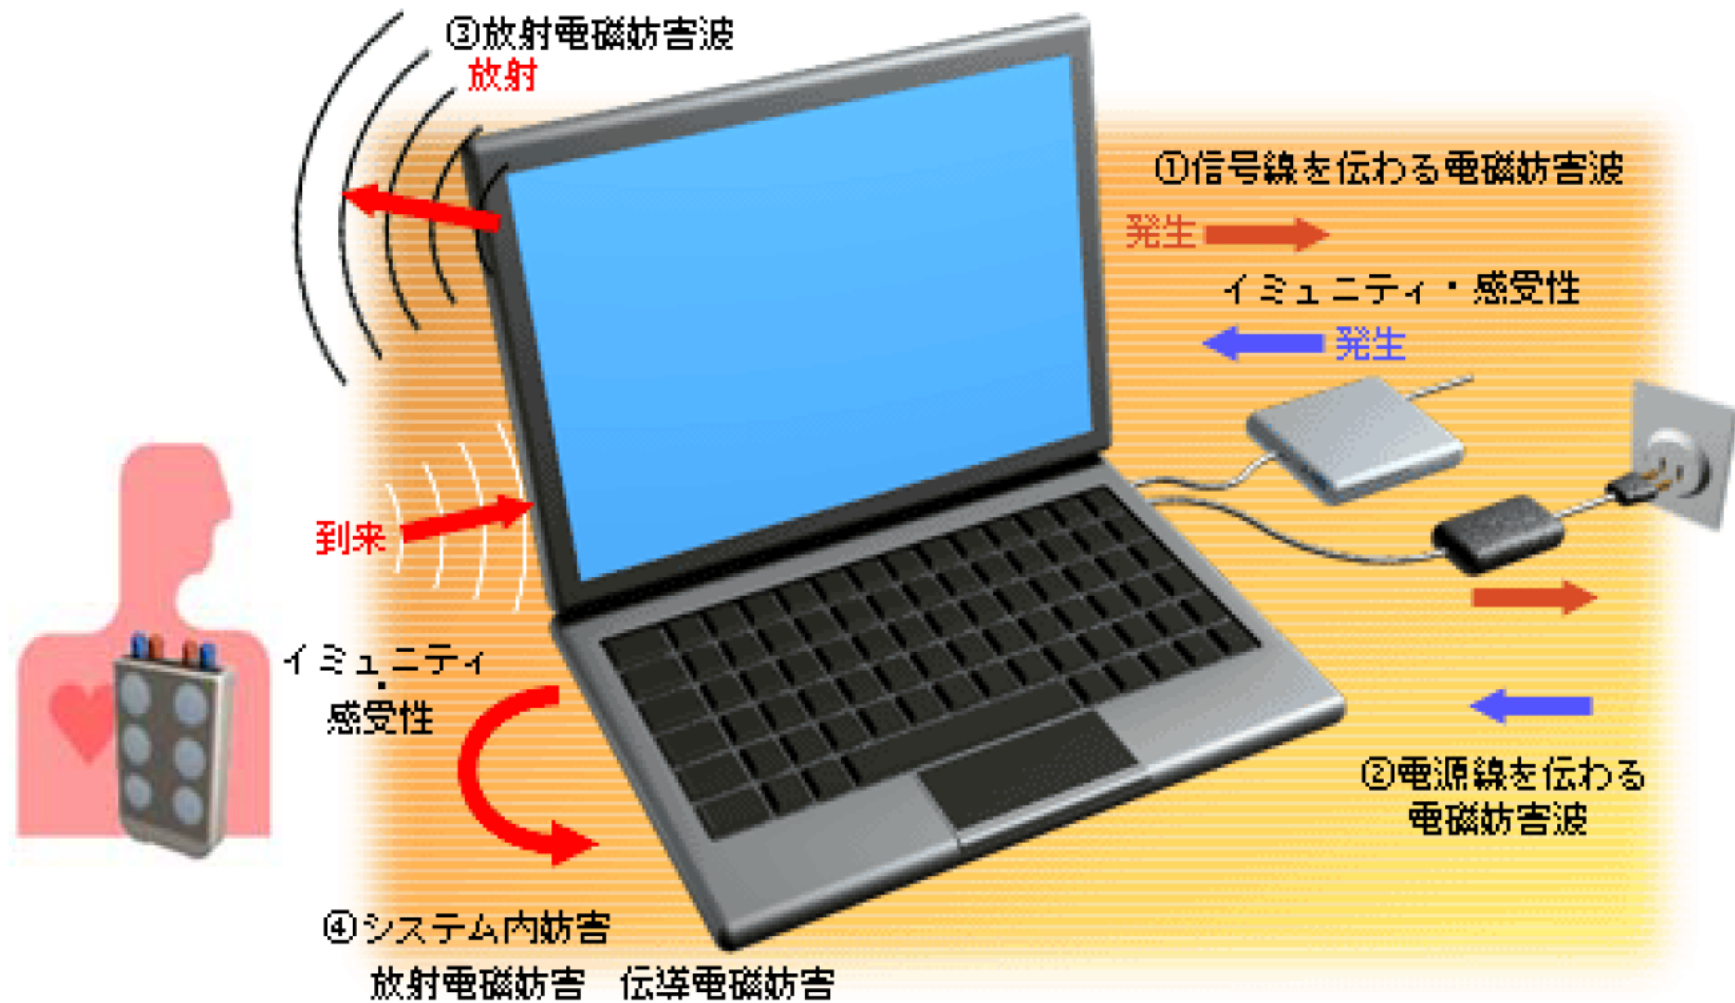 ③放射電磁妨害波
放射
①信号線を伝わる電磁妨害波
発生
イミュニティ・感受性
発生
到来
イミュニティ
・
感受性
②電源線を伝わる
電磁妨害波
④システム内妨害
放射電磁妨害 伝導電磁妨害